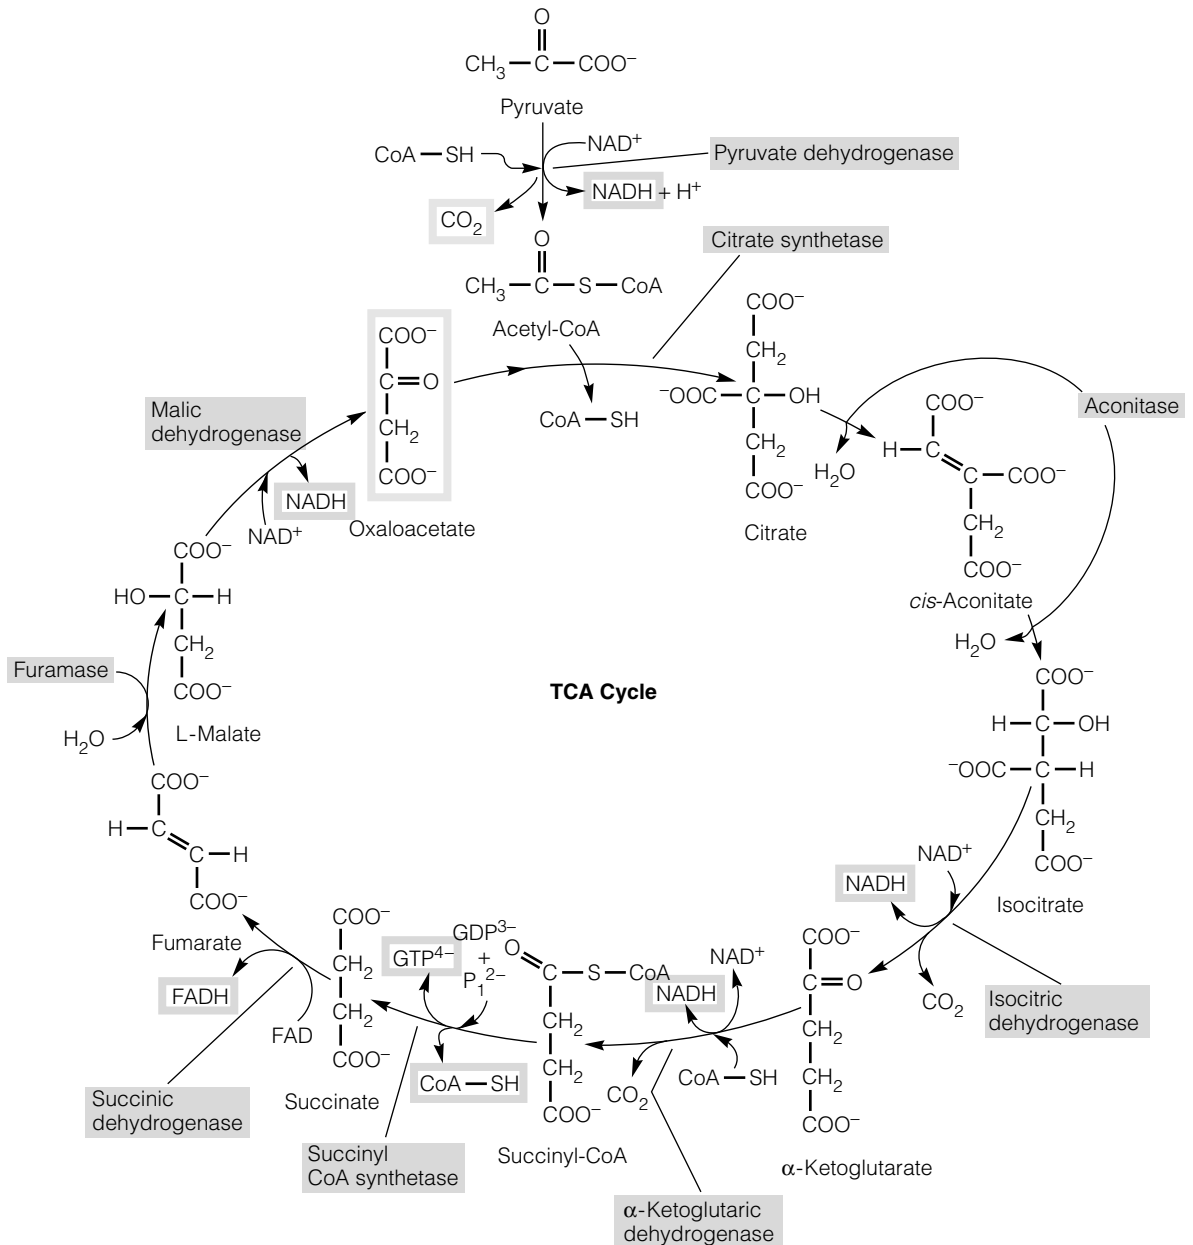 O
CH3—C—COO−
Pyruvate
CoA—SH
NAD+
Pyruvate dehydrogenase
NADH + H+
CO2
O
CH3—C—S—CoA
Acetyl-CoA
Citrate synthetase
CoA—SH
COO−
C=O
CH2
COO−
Oxaloacetate
COO−
CH2
−OOC—C—OH
CH2
COO−
Citrate
H2O
Aconitase
COO−
H—C
C—COO−
CH2
COO−
cis-Aconitate
H2O
COO−
H—C—OH
−OOC—C—H
CH2
COO−
Isocitrate
NAD+
NADH
CO2
Isocitric
dehydrogenase
COO−
C=O
CH2
CH2
COO−
α-Ketoglutarate
NAD+
NADH
CoA—SH
CO2
α-Ketoglutaric
dehydrogenase
O
C—S—CoA
CH2
CH2
COO−
Succinyl-CoA
GDP3−
+
P12−
GTP4−
CoA—SH
Succinyl
CoA synthetase
COO−
CH2
CH2
COO−
Succinate
FAD
FADH
Succinic
dehydrogenase
COO−
H—C
C—H
COO−
Fumarate
H2O
Furamase
COO−
HO—C—H
CH2
COO−
L-Malate
NAD+
NADH
Malic
dehydrogenase
TCA Cycle